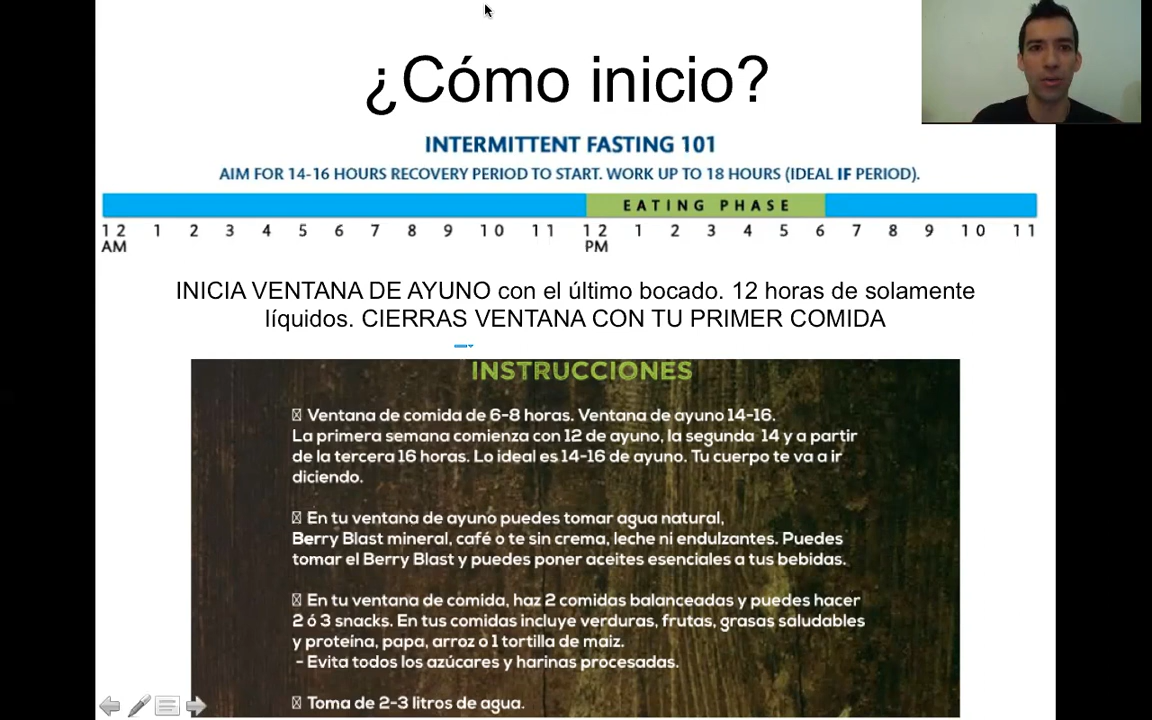 ¿Cómo inicio?
INTERMITTENT FASTING 101
AIM FOR 14-16 HOURS RECOVERY PERIOD TO START. WORK UP TO 18 HOURS (IDEAL IF PERIOD).
EATING PHASE
12 1 2 3 4 5 6 7 8 9 10 11 12 1 2 3 4 5 6 7 8 9 10 11
AM PM
INICIA VENTANA DE AYUNO con el último bocado. 12 horas de solamente
líquidos. CIERRAS VENTANA CON TU PRIMER COMIDA
INSTRUCCIONES
Ventana de comida de 6-8 horas. Ventana de ayuno 14-16.
La primera semana comienza con 12 de ayuno, la segunda 14 y a partir
de la tercera 16 horas. Lo ideal es 14-16 de ayuno. Tu cuerpo te va a ir
diciendo.
En tu ventana de ayuno puedes tomar agua natural,
Berry Blast mineral, café o te sin crema, leche ni endulzantes. Puedes
tomar el Berry Blast y puedes poner aceites esenciales a tus bebidas.
En tu ventana de comida, haz 2 comidas balanceadas y puedes hacer
2 ó 3 snacks. En tus comidas incluye verduras, frutas, grasas saludables
y proteína, papa, arroz o 1 tortilla de maiz.
- Evita todos los azúcares y harinas procesadas.
Toma de 2-3 litros de agua.